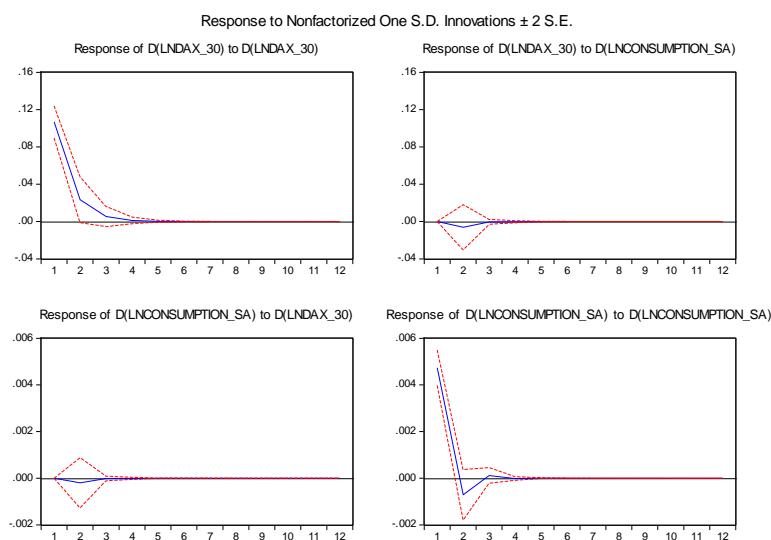 Response to Nonfactorized One S.D. Innovations ± 2 S.E.
Response of D(LNDAX_30) to D(LNDAX_30)
.16
.12
.08
.04
.00
-.04
1 2 3 4 5 6 7 8 9 10 11 12
Response of D(LNDAX_30) to D(LNCONSUMPTION_SA)
.16
.12
.08
.04
.00
-.04
1 2 3 4 5 6 7 8 9 10 11 12
Response of D(LNCONSUMPTION_SA) to D(LNDAX_30)
.006
.004
.002
.000
-.002
1 2 3 4 5 6 7 8 9 10 11 12
Response of D(LNCONSUMPTION_SA) to D(LNCONSUMPTION_SA)
.006
.004
.002
.000
-.002
1 2 3 4 5 6 7 8 9 10 11 12